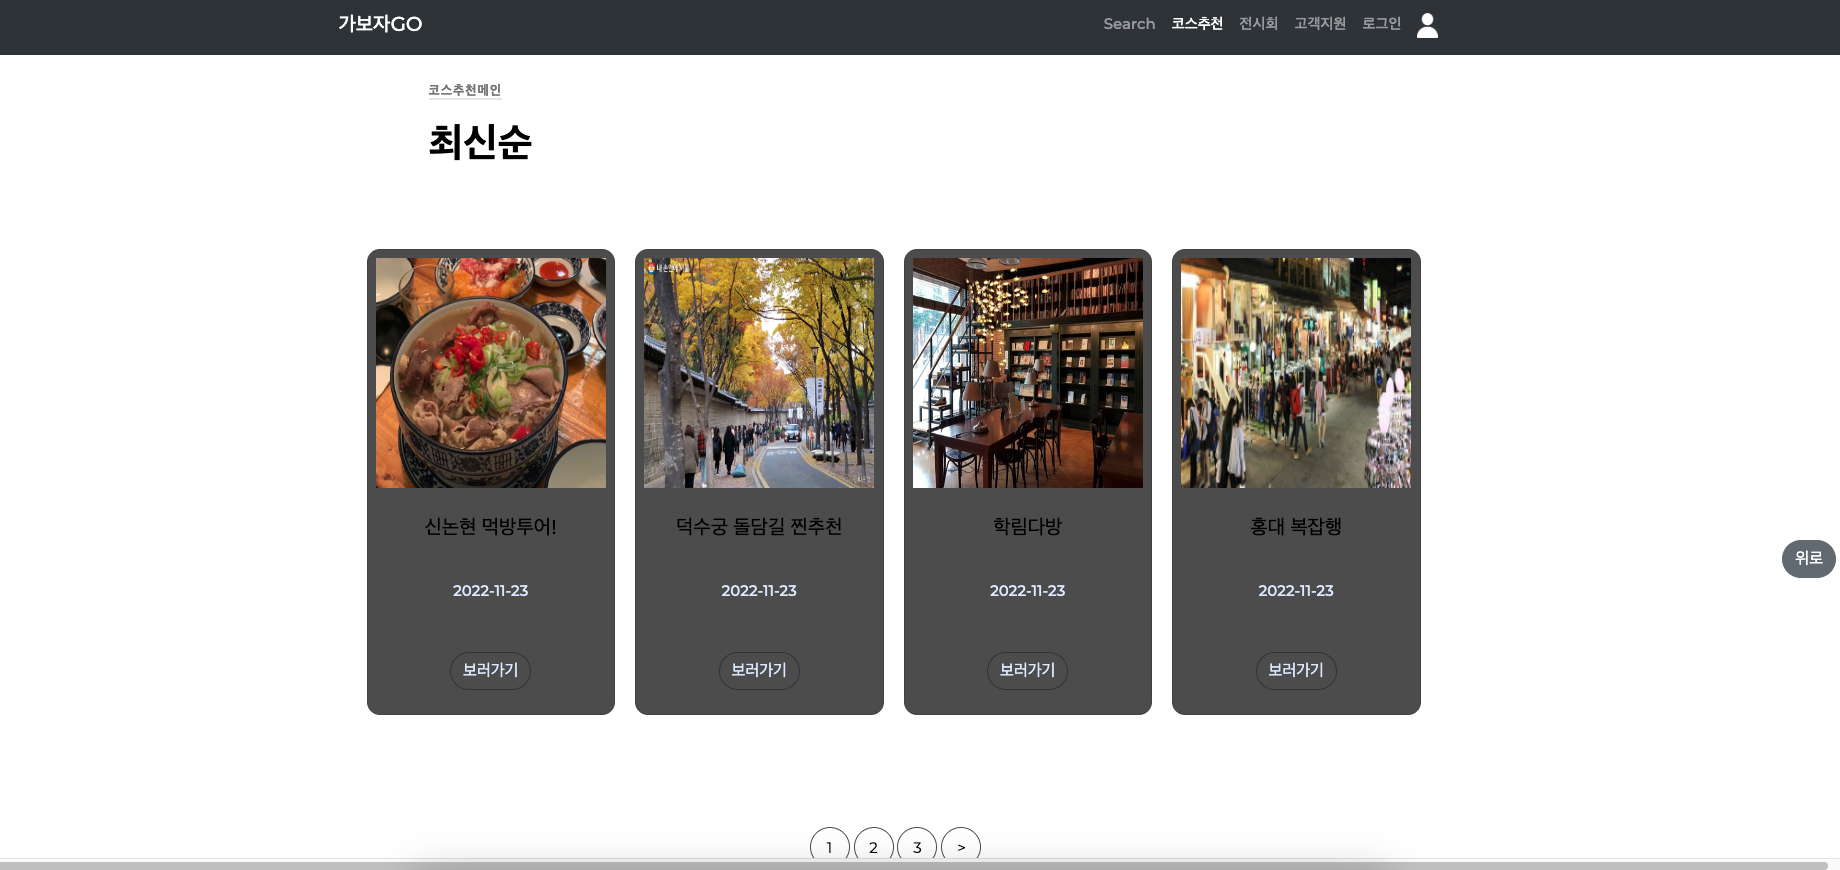 가보자GO
Search 코스추천 전시회 고객지원 로그인
코스추천메인
최신순
신논현 먹방투어!
덕수궁 돌담길 찐추천
학림다방
홍대 복잡행
2022-11-23
2022-11-23
2022-11-23
2022-11-23
보러가기
보러가기
보러가기
보러가기
위로
1 2 3 >